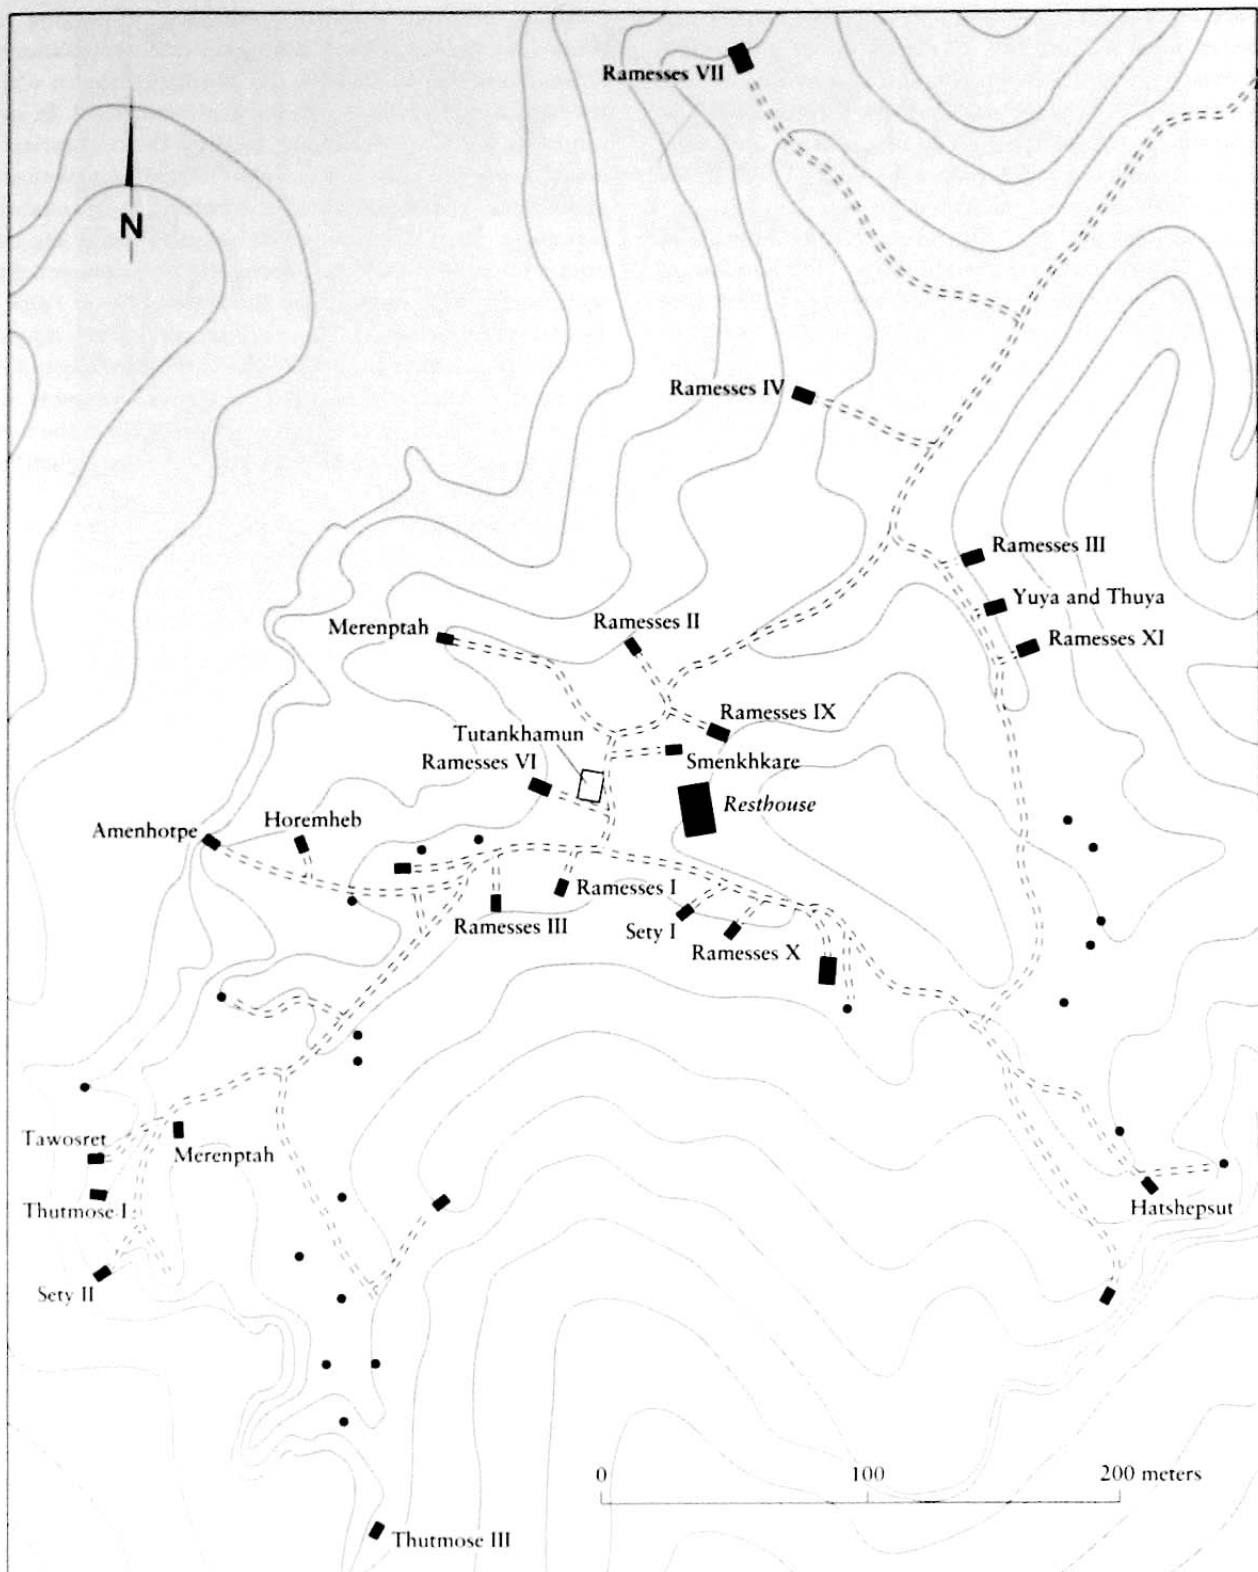 Ramesses VII
N
Ramesses IV
Ramesses III
Yuya and Thuya
Ramesses XI
Merenptah
Ramesses II
Ramesses IX
Tutankhamun
Ramesses VI
Smenkhkare
Resthouse
Amenhotpe
Horemheb
Ramesses I
Ramesses III
Sety I
Ramesses X
Tawosret
Merenptah
Thutmose I
Hatshepsut
Sety II
0 100 200 meters
Thutmose III